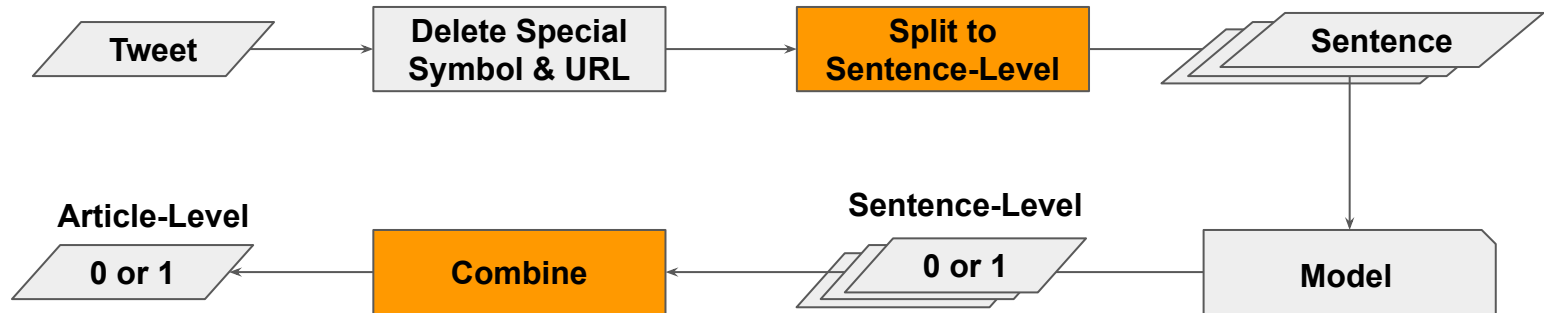 Tweet
Delete Special
Symbol & URL
Split to
Sentence-Level
Sentence
Article-Level
0 or 1
Combine
Sentence-Level
0 or 1
Model